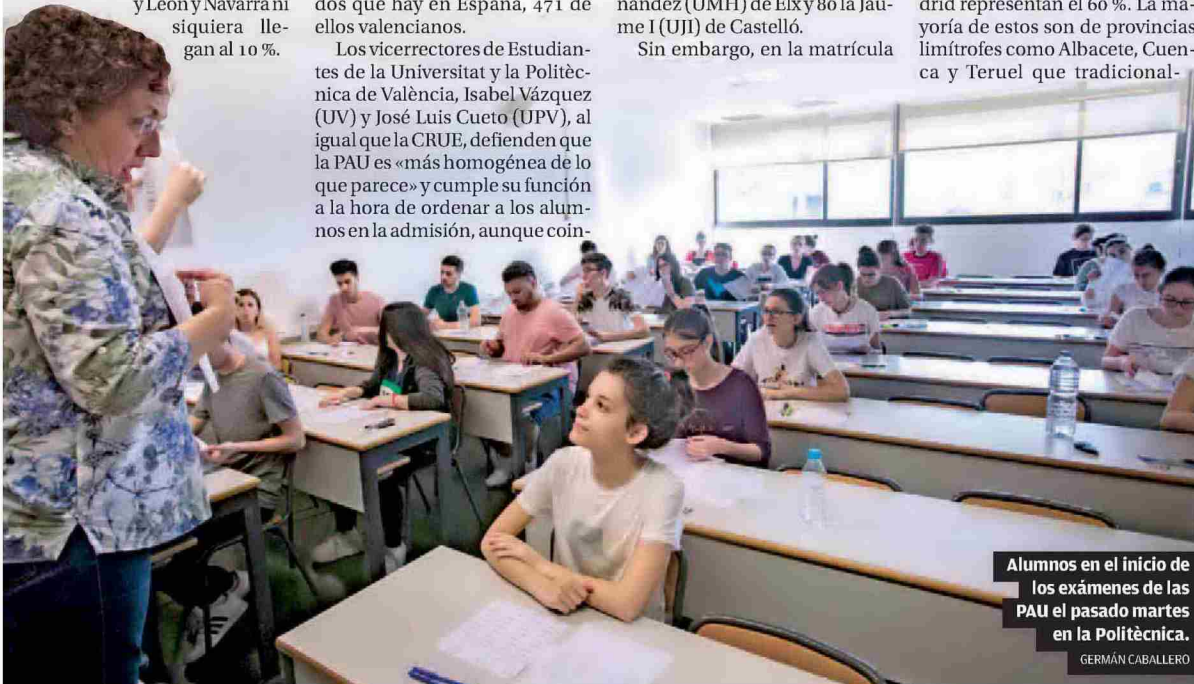 y León y Navarra ni
siquiera lle-
gan al 10 %.
dos que hay en España, 471 de
ellos valencianos.
Los vicerrectores de Estudian-
tes de la Universitat y la Politèc-
nica de València, Isabel Vázquez
(UV) y José Luis Cueto (UPV), al
igual que la CRUE, defienden que
la PAU es «más homogénea de lo
que parece» y cumple su función
a la hora de ordenar a los alum-
nos en la admisión, aunque coin-
nández (UMH) de Elx y 80 la Jau-
me I (UJI) de Castelló.
Sin embargo, en la matrícula
drid representan el 60 %. La ma-
yoría de estos son de provincias
limítrofes como Albacete, Cuen-
ca y Teruel que tradicional-
Alumnos en el inicio de
los exámenes de las
PAU el pasado martes
en la Politècnica.
GERMÁN CABALLERO